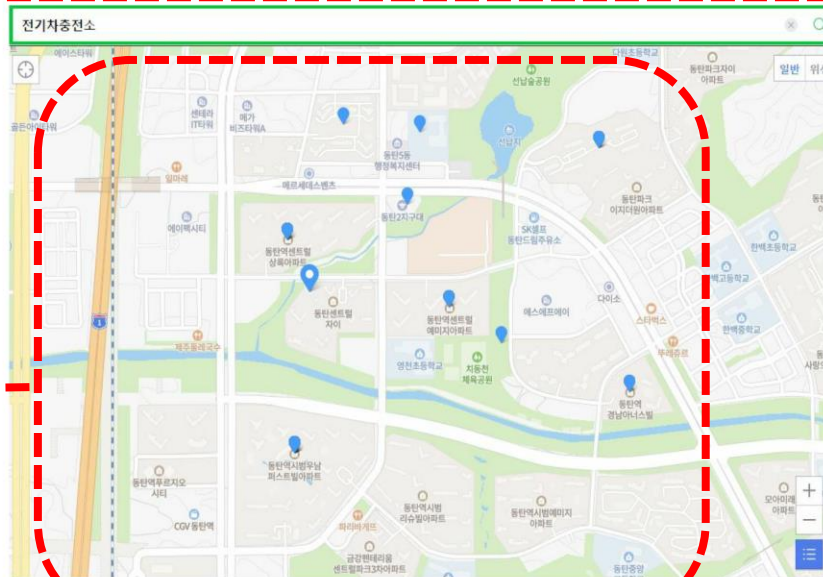 전기차충전소
에이스타워
다원초등학교
동탄파크자이
아파트
일반
선납숲공원
센테라
IT타워
메가
비즈타워A
골든아이타워
동탄5동
행정복지센터
선납지
일마레
메르세데스벤츠
동탄파크
이지더원아파트
에이팩시티
동탄2지구대
SK셀프
동탄드림주유소
한백초등학교
동탄역센트럴
상록아파트
한백고등학교
동탄센트럴
자이
동탄역센트럴
예미지아파트
에스에프에이
다이소
스타벅스
한백중학교
1
제주올레국수
뚜레쥬르
영천초등학교
치동천
체육공원
동탄역
경남아너스빌
동탄역시범우남
퍼스트빌아파트
동탄역푸르지오
시티
동탄역시범
리슈빌아파트
동탄역시범예미지
아파트
모아미래
아파트
CGV 동탄역
파리바게뜨
금강펜테리움
센트럴파크3차아파트
동탄중앙